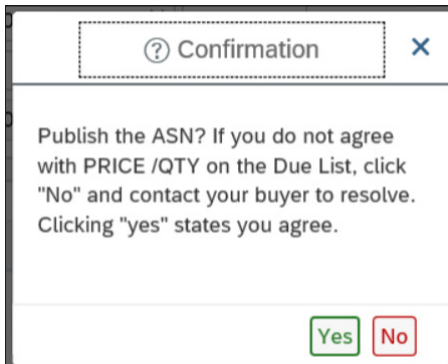 Confirmation
Publish the ASN? If you do not agree
with PRICE /QTY on the Due List, click
"No" and contact your buyer to resolve.
Clicking "yes" states you agree.
Yes No